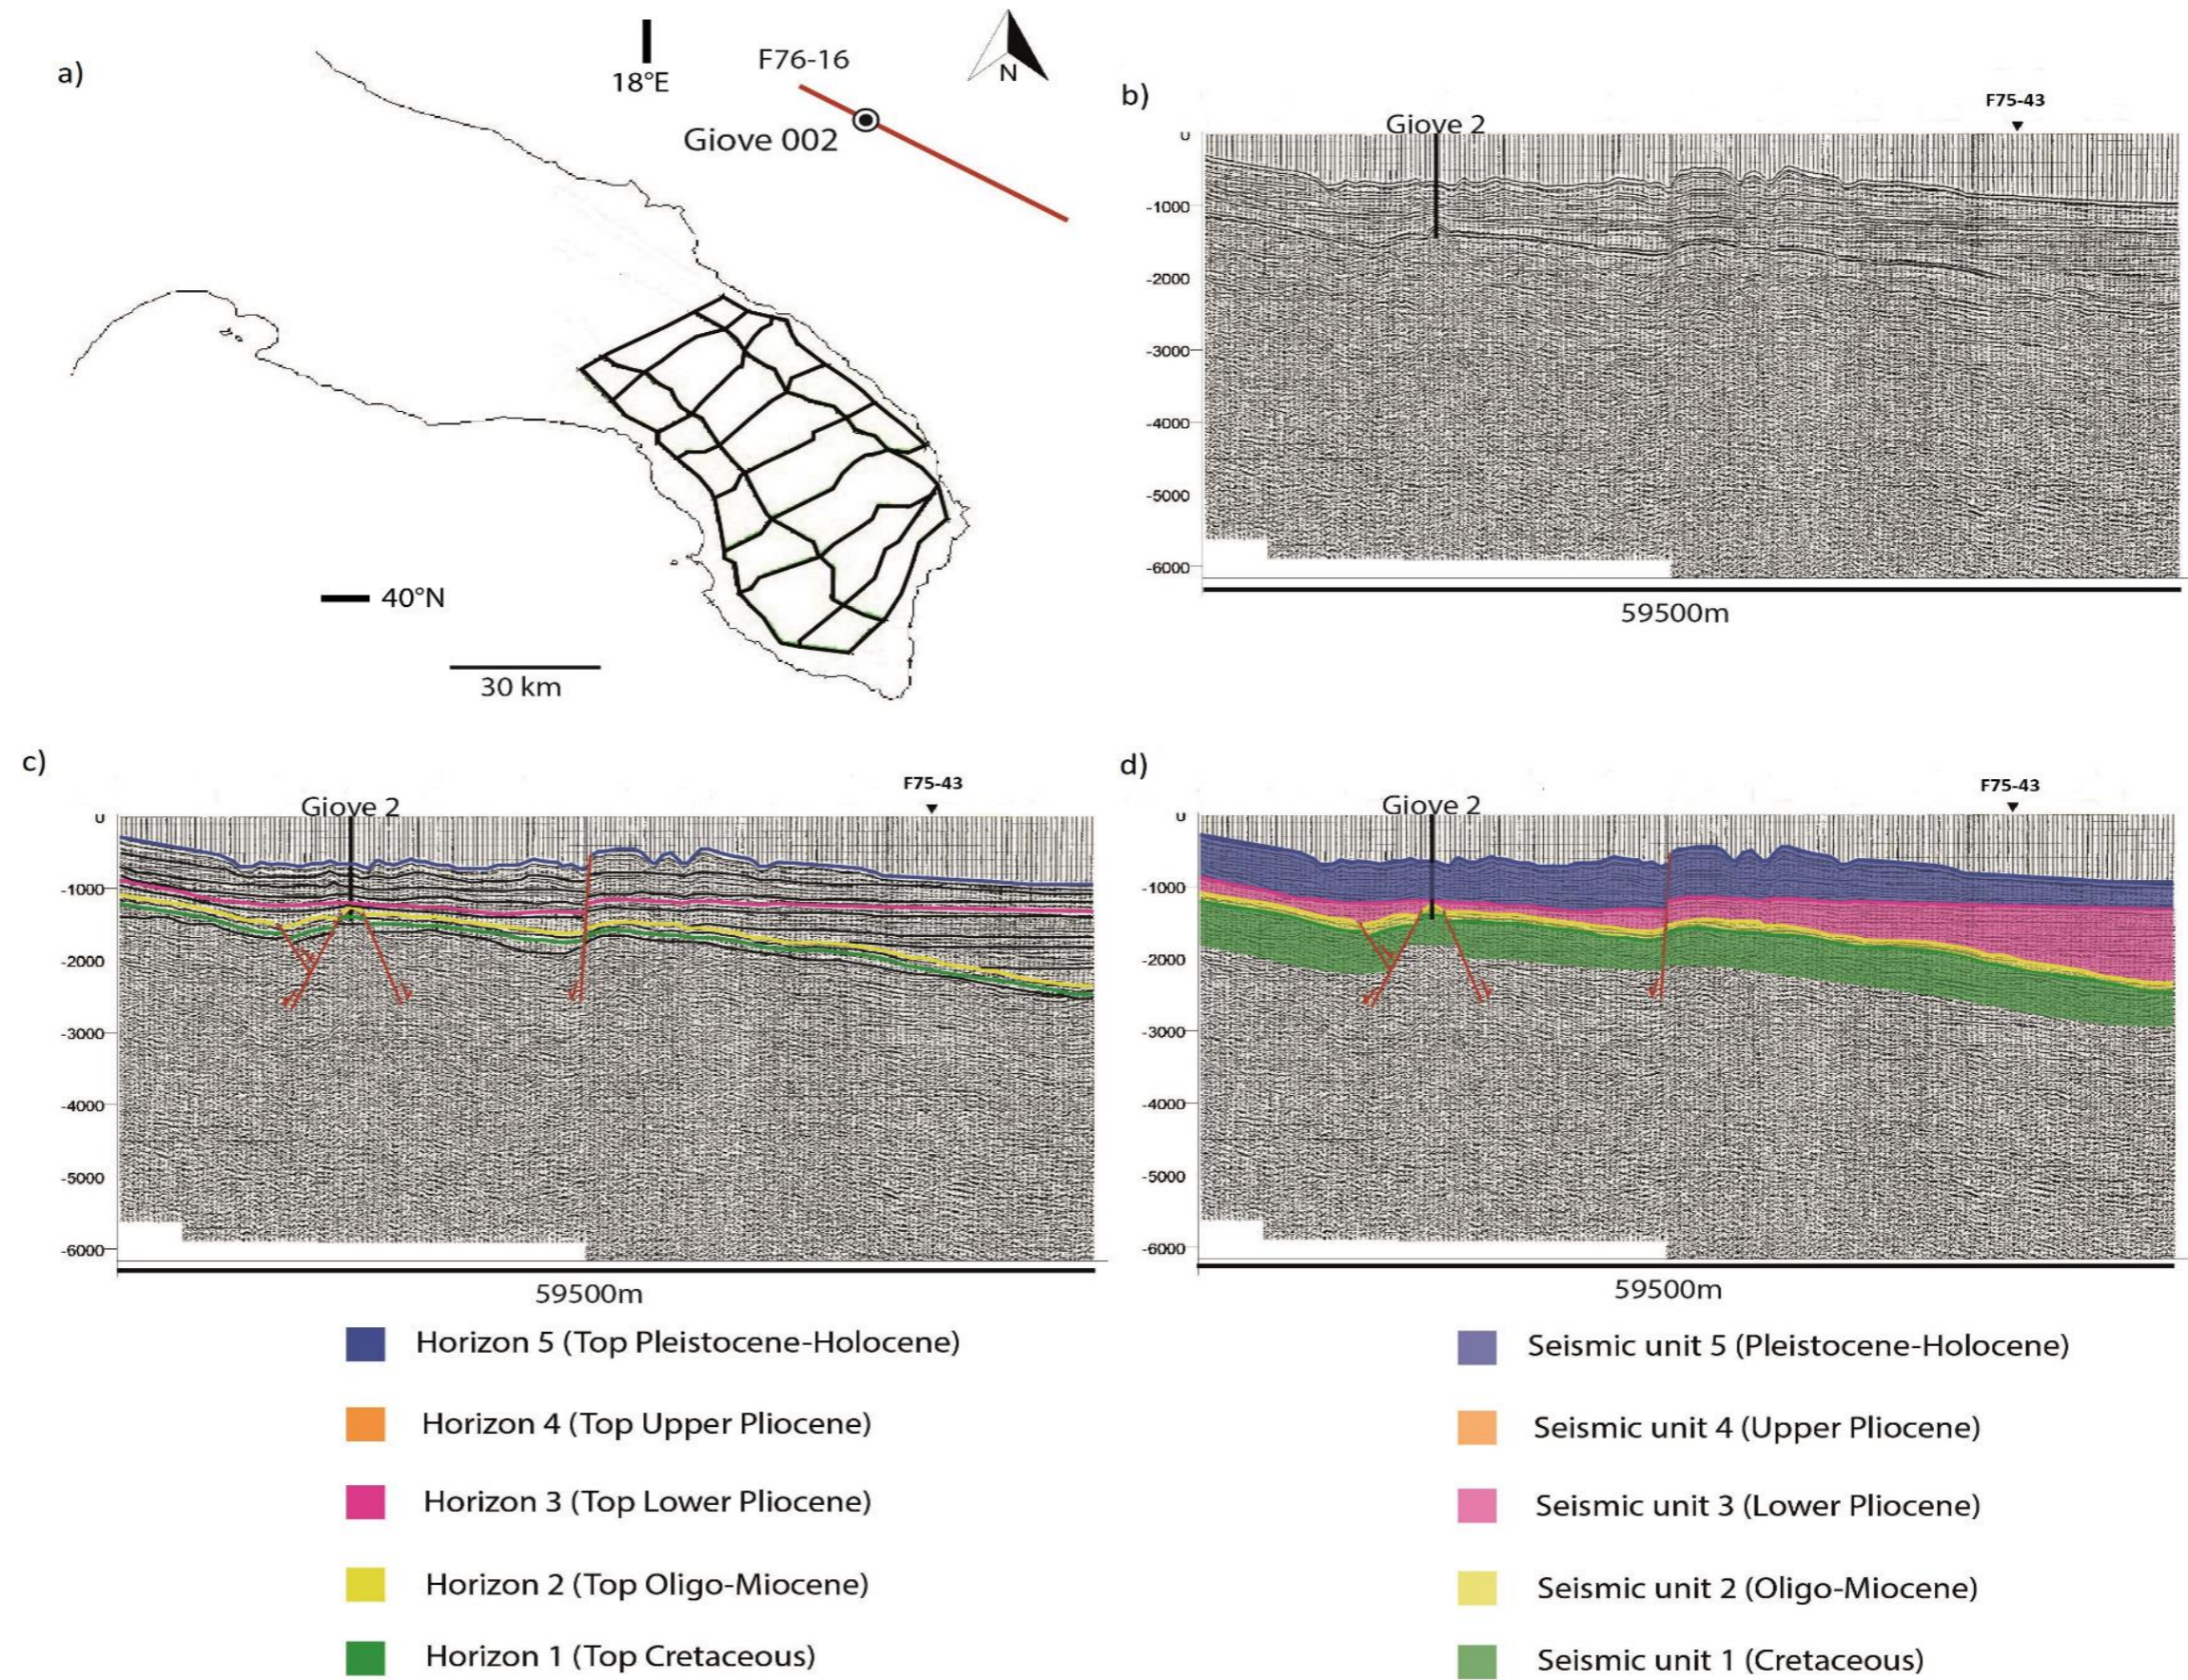 a)
18°E
F76-16
N
Giove 002
40°N
30 km
b)
F75-43
Giove 2
-1000
-2000
-3000
-4000
-5000
-6000
59500m
c)
F75-43
Giove 2
-1000
-2000
-3000
-4000
-5000
-6000
59500m
Horizon 5 (Top Pleistocene-Holocene)
Horizon 4 (Top Upper Pliocene)
Horizon 3 (Top Lower Pliocene)
Horizon 2 (Top Oligo-Miocene)
Horizon 1 (Top Cretaceous)
d)
F75-43
Giove 2
-1000
-2000
-3000
-4000
-5000
-6000
59500m
Seismic unit 5 (Pleistocene-Holocene)
Seismic unit 4 (Upper Pliocene)
Seismic unit 3 (Lower Pliocene)
Seismic unit 2 (Oligo-Miocene)
Seismic unit 1 (Cretaceous)